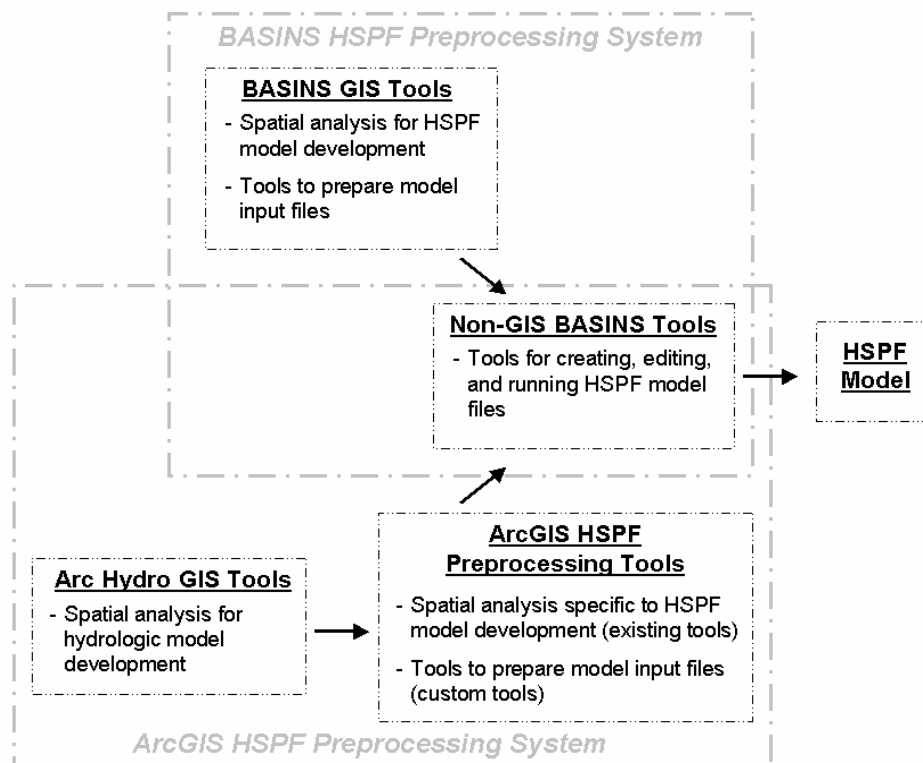 BASINS HSPF Preprocessing System
BASINS GIS Tools
- Spatial analysis for HSPF
model development
- Tools to prepare model
input files
Non-GIS BASINS Tools
- Tools for creating, editing,
and running HSPF model
files
HSPF
Model
ArcGIS HSPF
Preprocessing Tools
- Spatial analysis specific to HSPF
model development (existing tools)
- Tools to prepare model input files
(custom tools)
Arc Hydro GIS Tools
- Spatial analysis for
hydrologic model
development
ArcGIS HSPF Preprocessing System